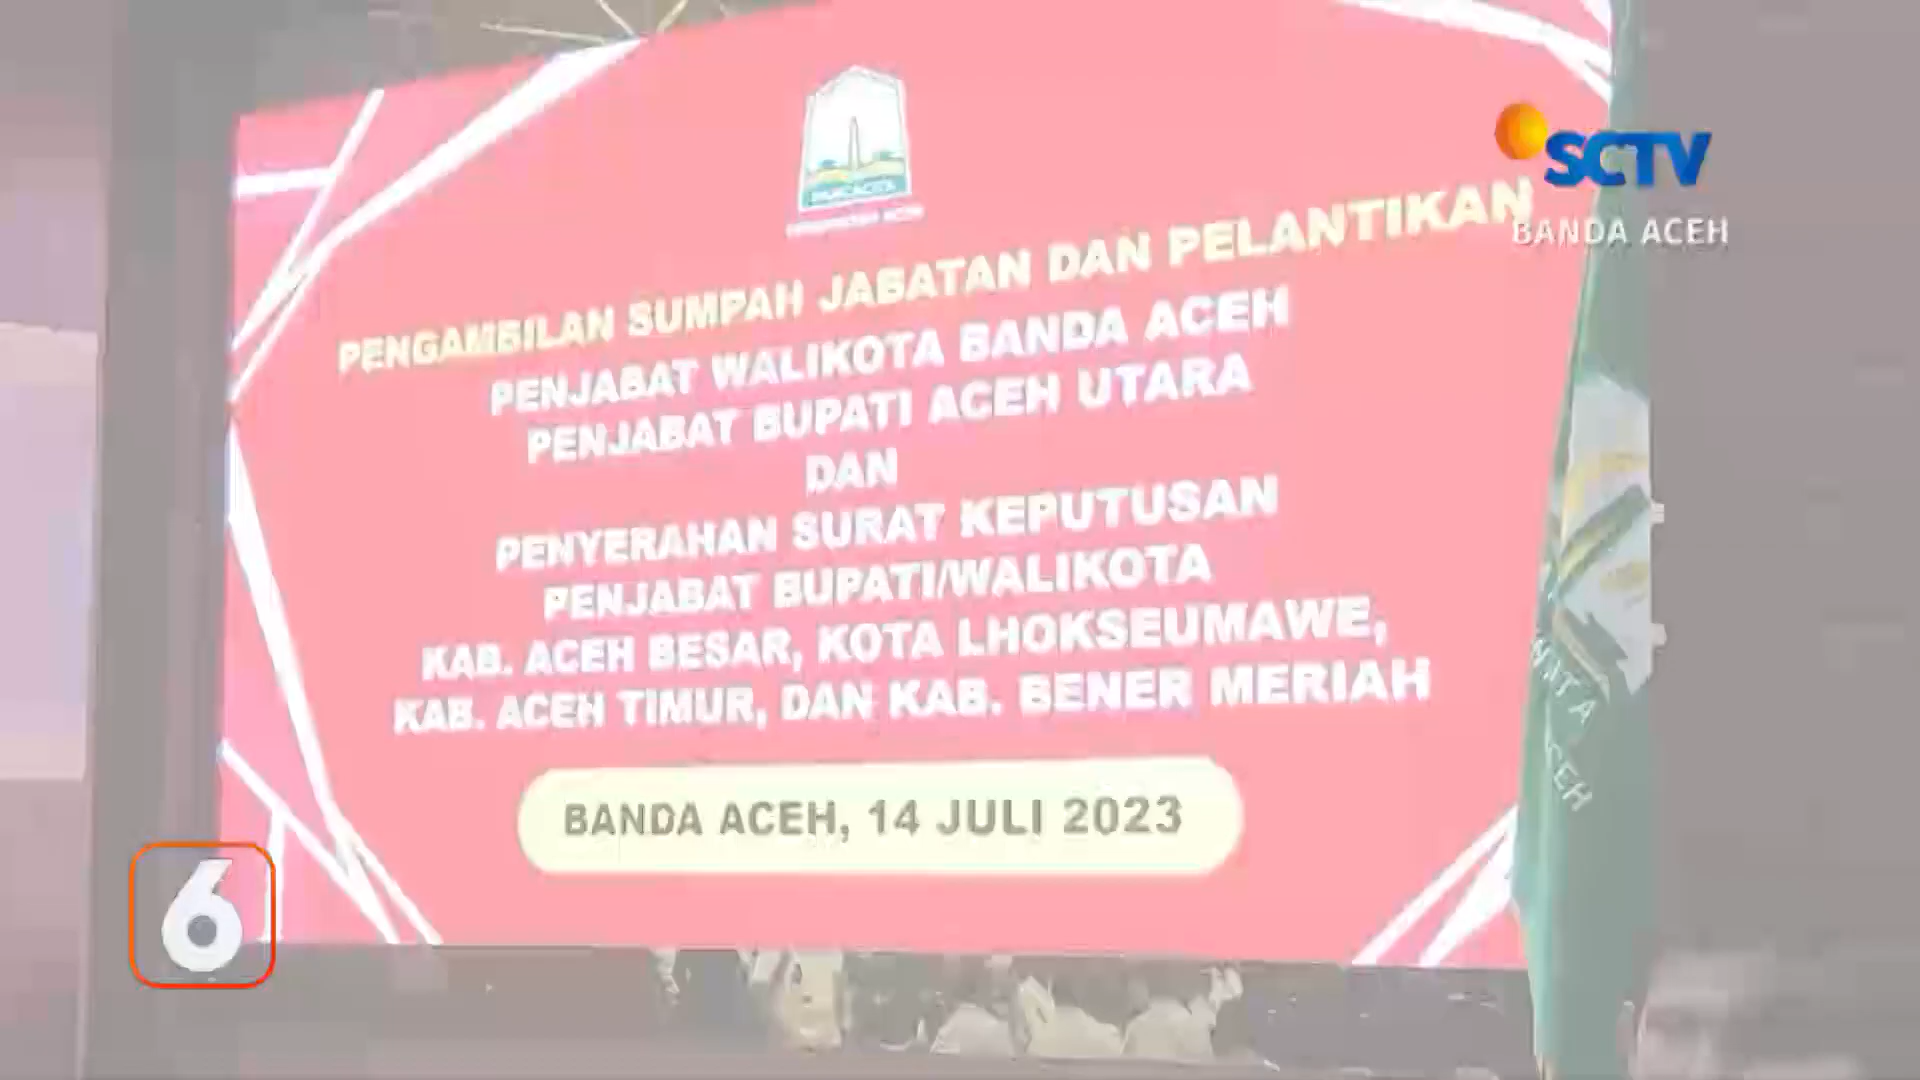 SCTV
BANDA ACEH
PENGAMBILAN SUMPAH JABATAN DAN PELANTIKAN
PENJABAT WALIKOTA BANDA ACEH
PENJABAT BUPATI ACEH UTARA
DAN
PENYERAHAN SURAT KEPUTUSAN
PENJABAT BUPATI/WALIKOTA
KAB. ACEH BESAR, KOTA LHOKSEUMAWE,
KAB. ACEH TIMUR, DAN KAB. BENER MERIAH
BANDA ACEH, 14 JULI 2023
ACEH
6